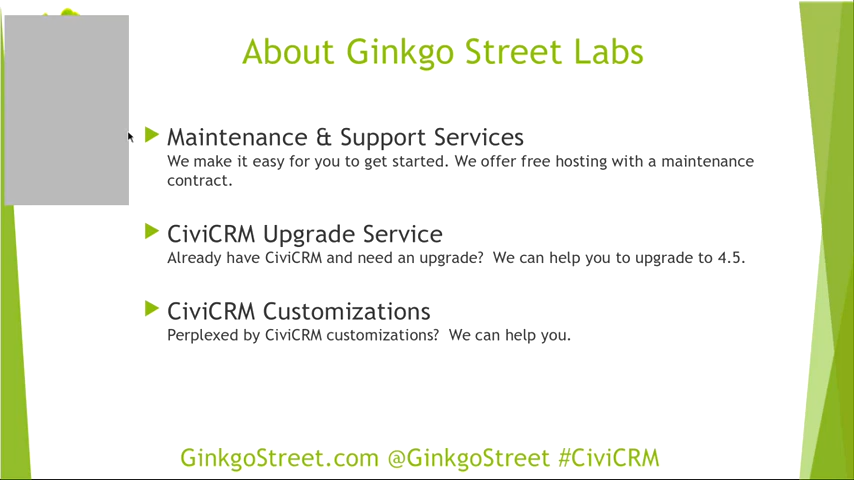 About Ginkgo Street Labs
Maintenance & Support Services
We make it easy for you to get started. We offer free hosting with a maintenance
contract.
CiviCRM Upgrade Service
Already have CiviCRM and need an upgrade?  We can help you to upgrade to 4.5.
CiviCRM Customizations
Perplexed by CiviCRM customizations?  We can help you.
GinkgoStreet.com @GinkgoStreet #CiviCRM